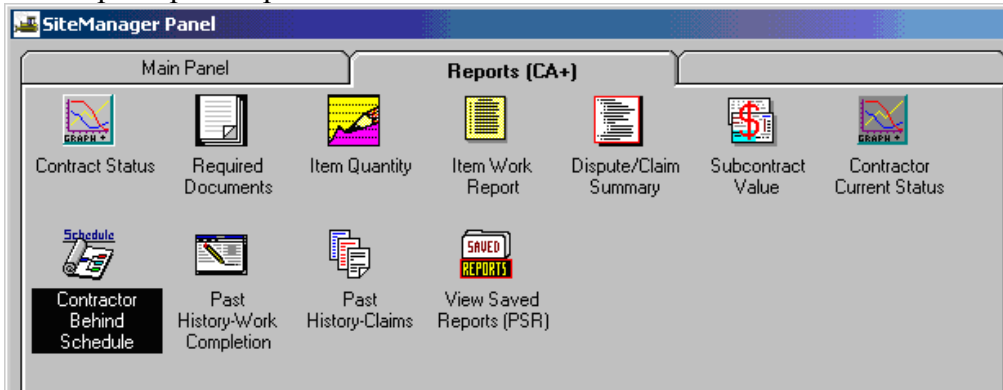 SiteManager Panel
Main Panel
Reports (CA+)
GRAPH +
Contract Status
Required
Documents
Item Quantity
Item Work
Report
Dispute/Claim
Summary
$
Subcontract
Value
GRAPH +
Contractor
Current Status
Schedule
Contractor
Behind
Schedule
Past
History-Work
Completion
Past
History-Claims
SAVED
REPORTS
View Saved
Reports (PSR)